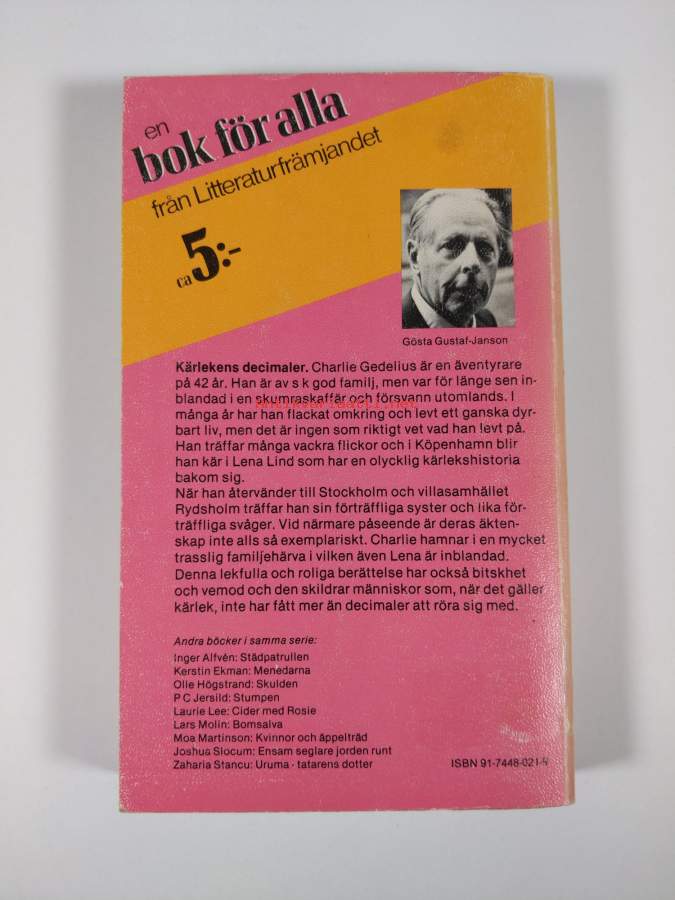 en
bok för alla
från Litteraturfrämjandet
ca 5:-
Gösta Gustaf-Janson
Kärlekens decimaler. Charlie Gedelius är en äventyrare
på 42 år. Han är av s k god familj, men var för länge sen in-
blandad i en skumraskaffär och försvann utomlands. I
många år har han flackat omkring och levt ett ganska dyr-
bart liv, men det är ingen som riktigt vet vad han levt på.
Han träffar många vackra flickor och i Köpenhamn blir
han kär i Lena Lind som har en olycklig kärlekshistoria
bakom sig.
När han återvänder till Stockholm och villasamhället
Rydsholm träffar han sin förträffliga syster och lika för-
träffliga svåger. Vid närmare påseende är deras äkten-
skap inte alls så exemplariskt. Charlie hamnar i en mycket
trasslig familjehärva i vilken även Lena är inblandad.
Denna lekfulla och roliga berättelse har också bitskhet
och vemod och den skildrar människor som, när det gäller
kärlek, inte har fått mer än decimaler att röra sig med.
Andra böcker i samma serie:
Inger Alfvén: Städpatrullen
Kerstin Ekman: Menedarna
Olle Högstrand: Skulden
P C Jersild: Stumpen
Laurie Lee: Cider med Rosie
Lars Molin: Bomsalva
Moa Martinson: Kvinnor och äppelträd
Joshua Slocum: Ensam seglare jorden runt
Zaharia Stancu: Uruma - tatarens dotter
ISBN 91-7448-021-